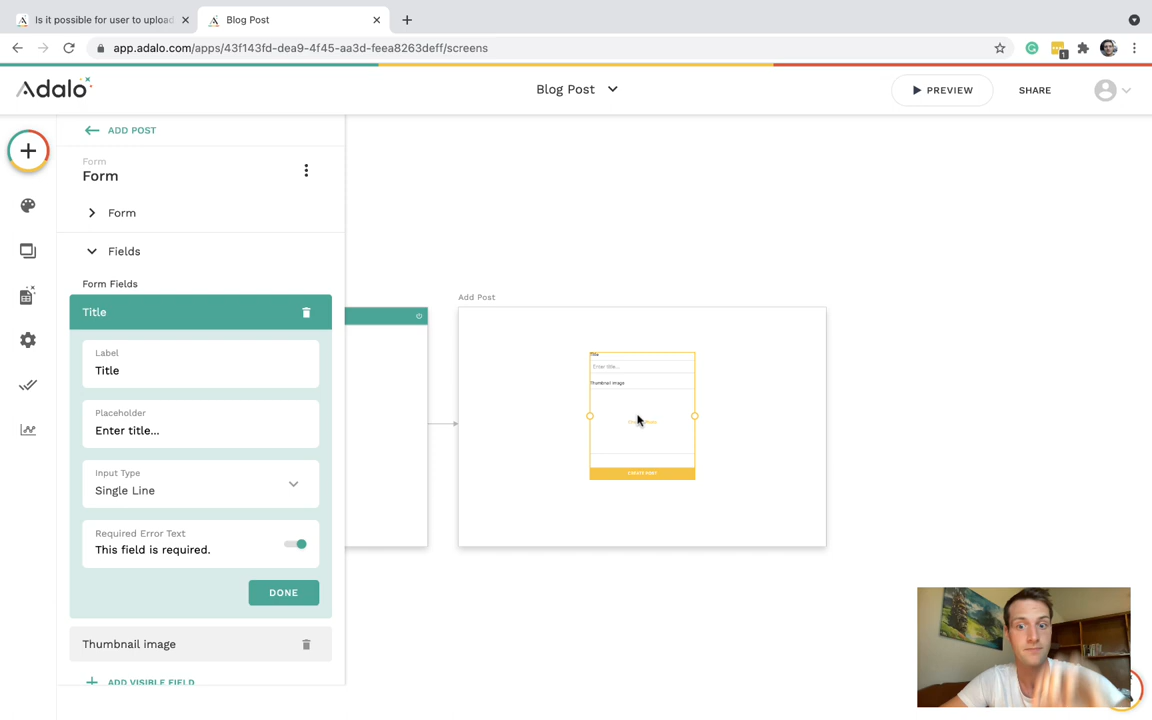 Is it possible for user to upload
Blog Post
app.adalo.com/apps/43f143fd-dea9-4f45-aa3d-feea8263deff/screens
1
Adalo
Blog Post
PREVIEW
SHARE
ADD POST
Form
Form
Form
Fields
Form Fields
Title
Label
Title
Placeholder
Enter title...
Input Type
Single Line
Required Error Text
This field is required.
DONE
Thumbnail image
ADD VISIBLE FIELD
Add Post
Title
Enter title...
Thumbnail image
CREATE POST